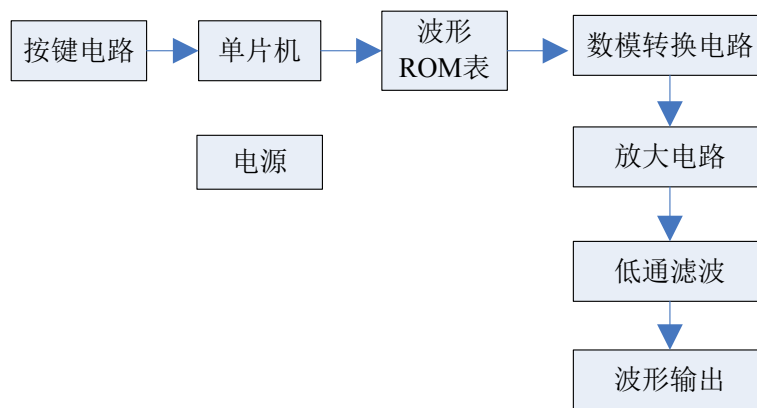 按键电路
单片机
波形
ROM表
数模转换电路
电源
放大电路
低通滤波
波形输出